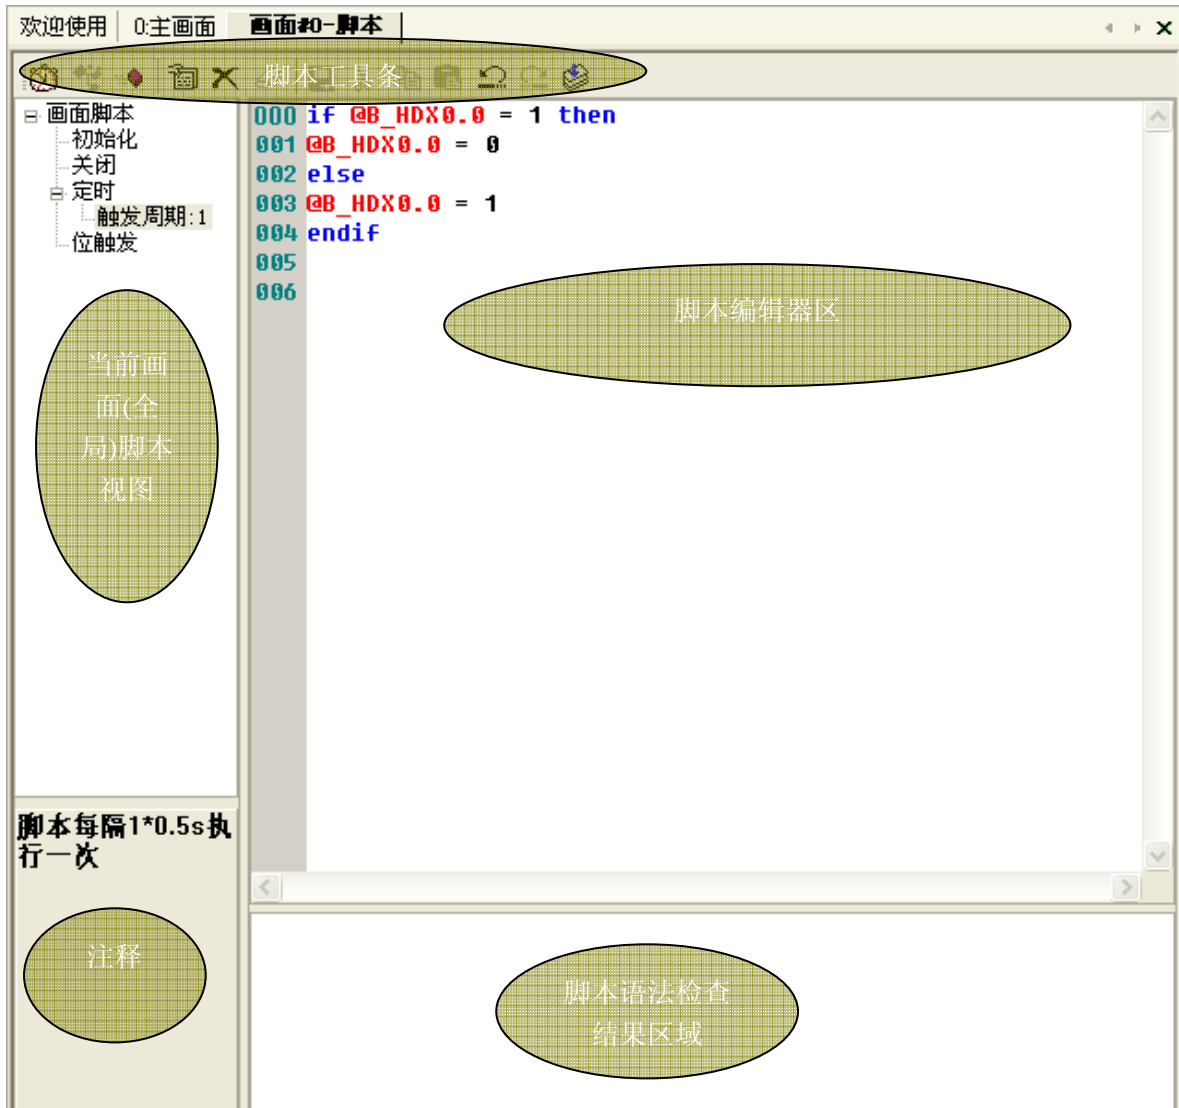 欢迎使用 0:主画面 画面#0-脚本
脚本工具条
画面脚本
初始化
关闭
定时
触发周期:1
位触发
000 if @B_HDX0.0 = 1 then
001 @B_HDX0.0 = 0
002 else
003 @B_HDX0.0 = 1
004 endif
005
006
脚本编辑器区
当前画
面(全
局)脚本
视图
脚本每隔1*0.5s执
行一次
注释
脚本语法检查
结果区域